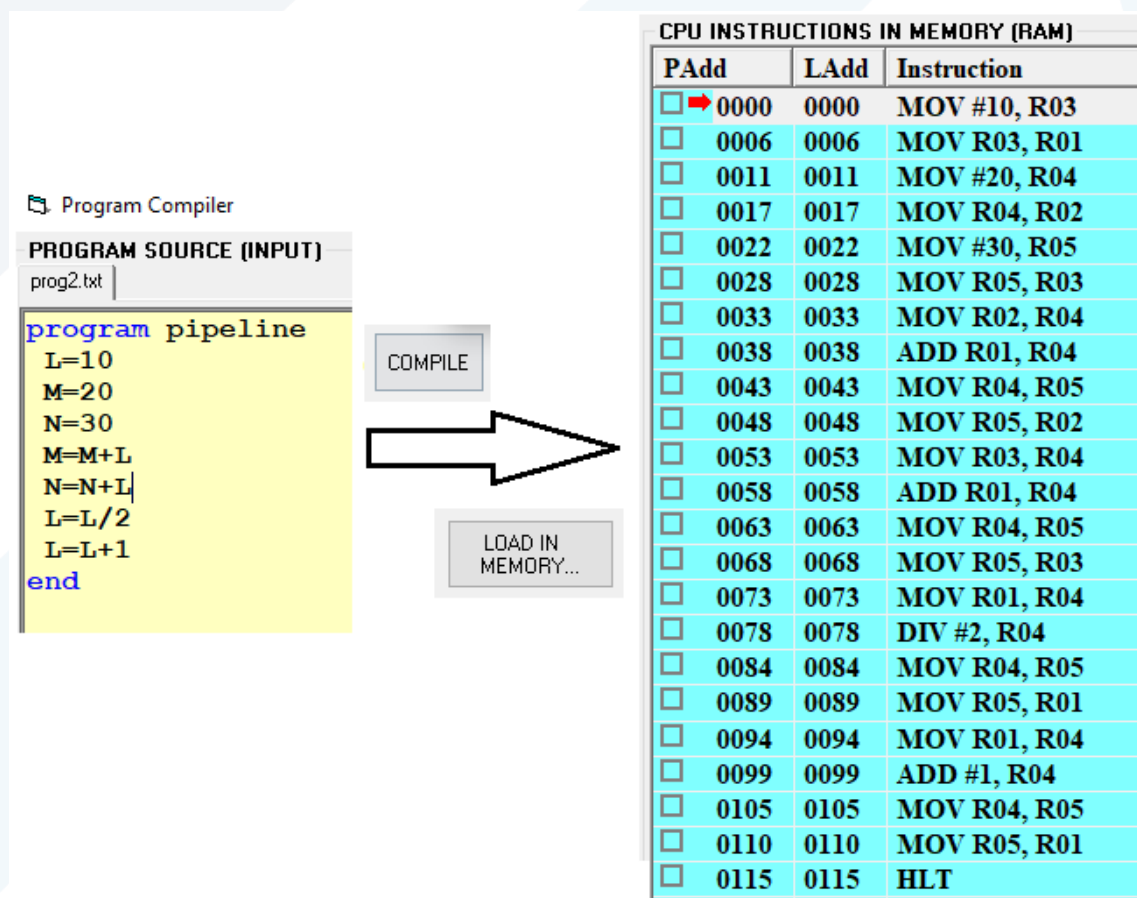 Program Compiler
PROGRAM SOURCE (INPUT)
prog2.txt
program pipeline
L=10
M=20
N=30
M=M+L
N=N+L
L=L/2
L=L+1
end
COMPILE
LOAD IN
MEMORY...
CPU INSTRUCTIONS IN MEMORY (RAM)
PAdd LAdd Instruction
0000 0000 MOV #10, R03
0006 0006 MOV R03, R01
0011 0011 MOV #20, R04
0017 0017 MOV R04, R02
0022 0022 MOV #30, R05
0028 0028 MOV R05, R03
0033 0033 MOV R02, R04
0038 0038 ADD R01, R04
0043 0043 MOV R04, R05
0048 0048 MOV R05, R02
0053 0053 MOV R03, R04
0058 0058 ADD R01, R04
0063 0063 MOV R04, R05
0068 0068 MOV R05, R03
0073 0073 MOV R01, R04
0078 0078 DIV #2, R04
0084 0084 MOV R04, R05
0089 0089 MOV R05, R01
0094 0094 MOV R01, R04
0099 0099 ADD #1, R04
0105 0105 MOV R04, R05
0110 0110 MOV R05, R01
0115 0115 HLT